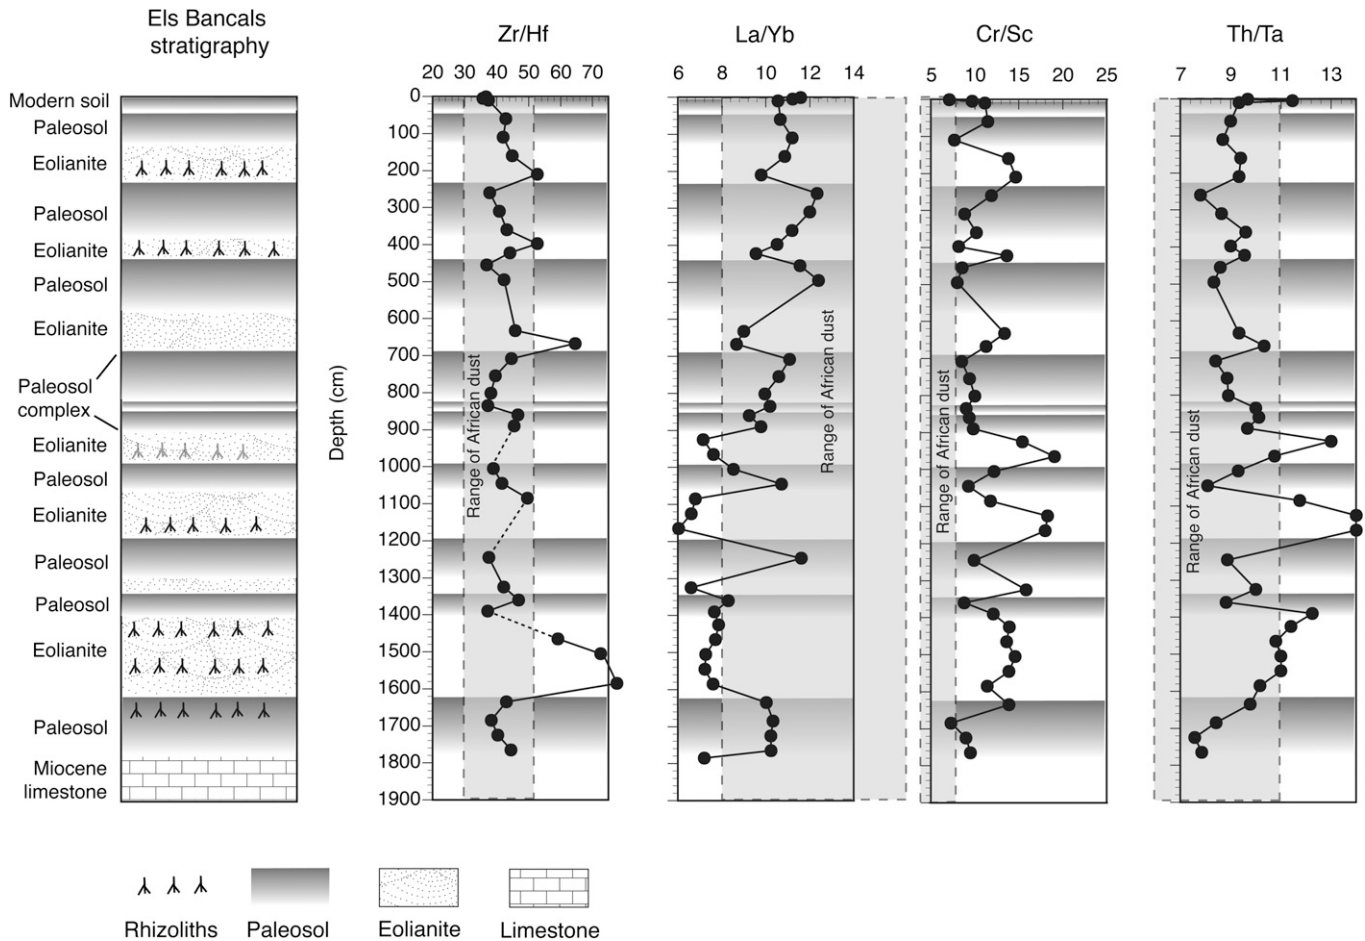 Els Bancals
stratigraphy
Modern soil
Paleosol
Eolianite
Paleosol
Eolianite
Paleosol
Eolianite
Paleosol
complex
Eolianite
Paleosol
Eolianite
Paleosol
Paleosol
Eolianite
Paleosol
Miocene
limestone
Depth (cm)
Zr/Hf
20 30 40 50 60 70
0
100
200
300
400
500
600
700
800
900
1000
1100
1200
1300
1400
1500
1600
1700
1800
1900
Range of African dust
La/Yb
6 8 10 12 14
Range of African dust
Cr/Sc
5 10 15 20 25
Range of African dust
Th/Ta
7 9 11 13
Range of African dust
Rhizoliths Paleosol Eolianite Limestone